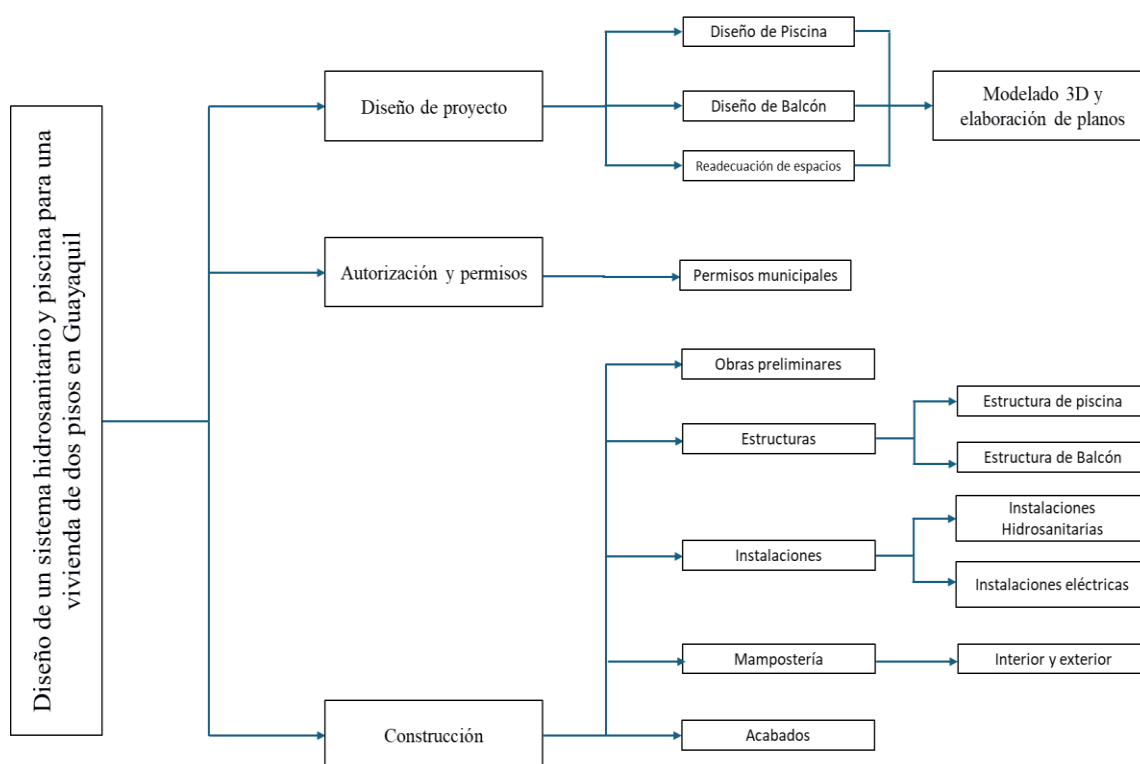 Diseño de un sistema hidrosanitario y piscina para una
vivienda de dos pisos en Guayaquil
Diseño de proyecto
Diseño de Piscina
Diseño de Balcón
Readecuación de espacios
Modelado 3D y
elaboración de planos
Autorización y permisos
Permisos municipales
Construcción
Obras preliminares
Estructuras
Estructura de piscina
Estructura de Balcón
Instalaciones
Instalaciones
Hidrosanitarias
Instalaciones eléctricas
Mampostería
Interior y exterior
Acabados